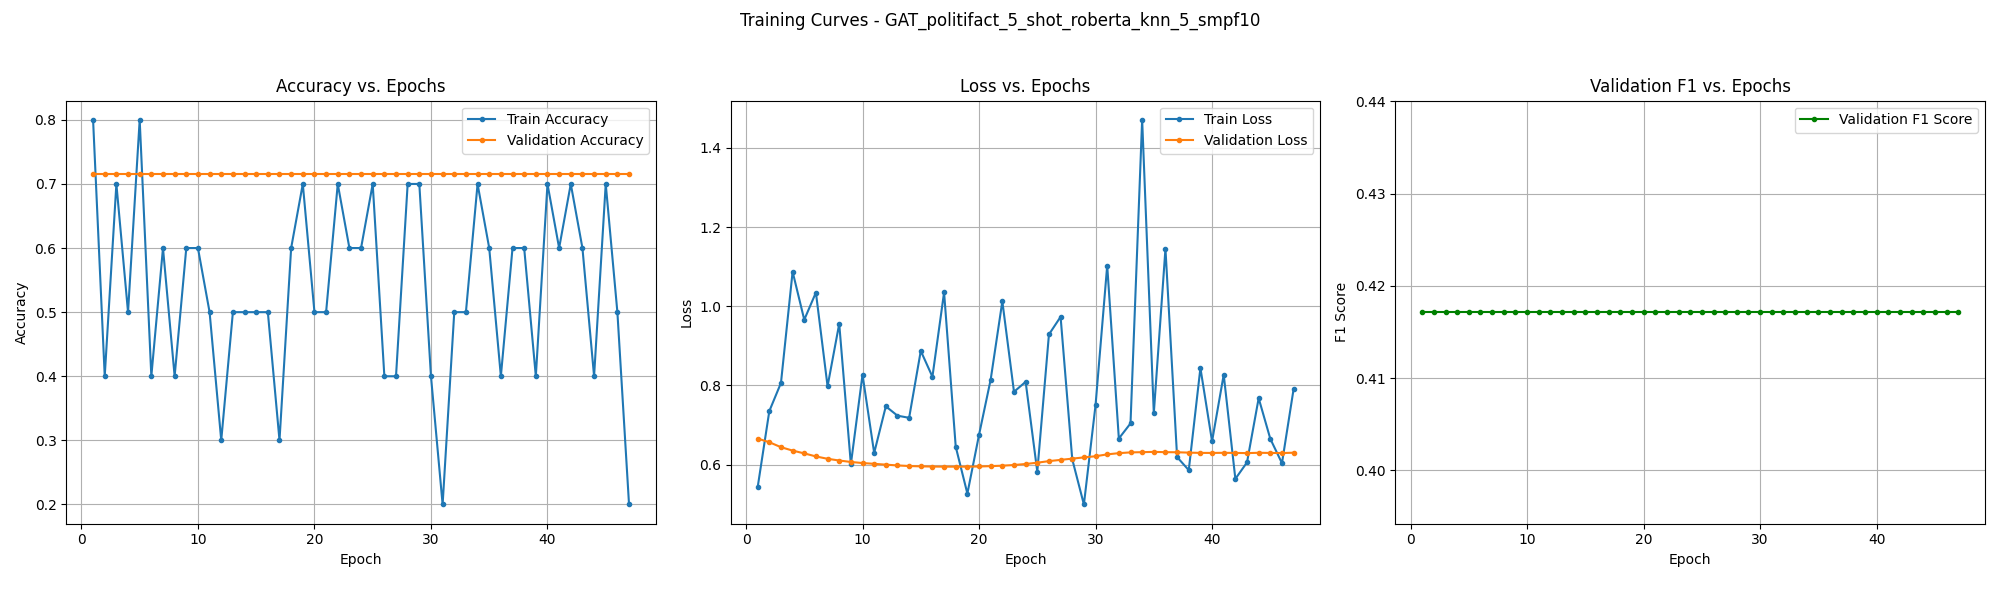 Training Curves - GAT_politifact_5_shot_roberta_knn_5_smpf10
Accuracy vs. Epochs
Train Accuracy
Validation Accuracy
0.8
0.7
0.6
0.5
0.4
0.3
0.2
Accuracy
0
10
20
30
40
Epoch
Loss vs. Epochs
Train Loss
Validation Loss
1.4
1.2
1.0
0.8
0.6
Loss
0
10
20
30
40
Epoch
Validation F1 vs. Epochs
Validation F1 Score
0.44
0.43
0.42
0.41
0.40
F1 Score
0
10
20
30
40
Epoch